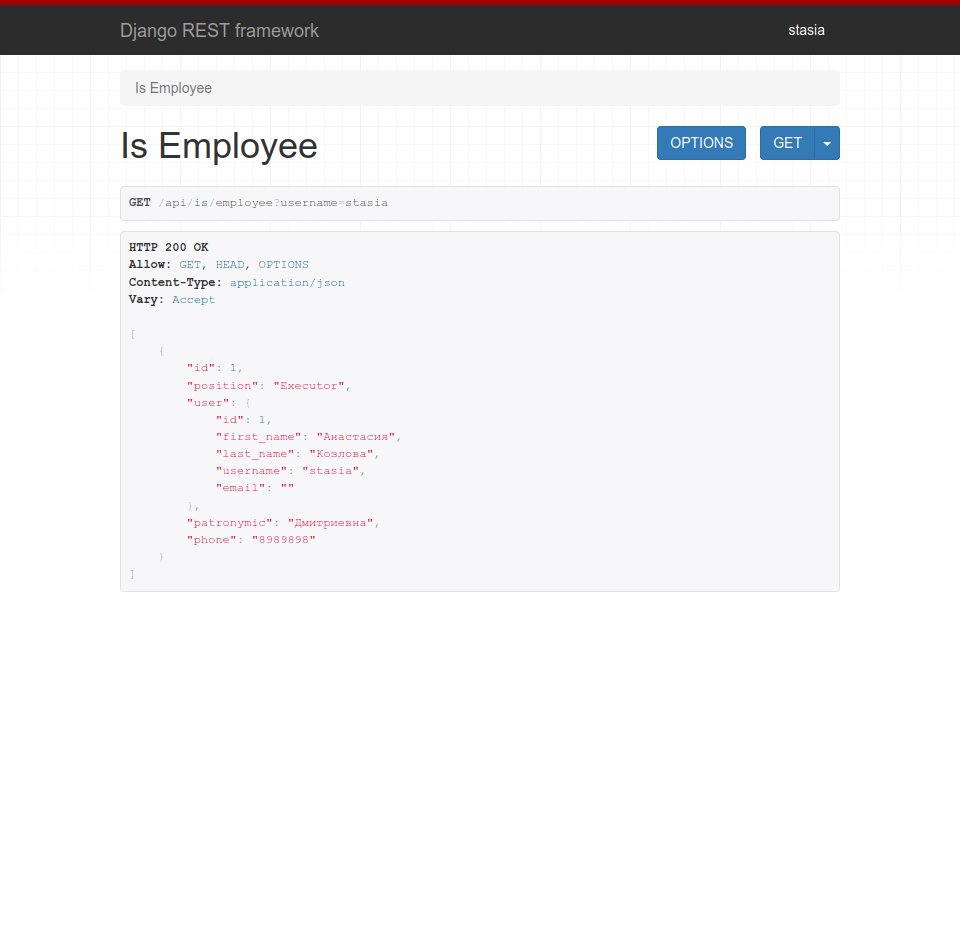 Django REST framework
stasia
Is Employee
Is Employee
OPTIONS
GET
GET /api/is/employee?username=stasia
HTTP 200 OK
Allow: GET, HEAD, OPTIONS
Content-Type: application/json
Vary: Accept
[
    {
        "id": 1,
        "position": "Executor",
        "user": {
            "id": 1,
            "first_name": "Анастасия",
            "last_name": "Козлова",
            "username": "stasia",
            "email": ""
        },
        "patronymic": "Дмитриевна",
        "phone": "8989898"
    }
]